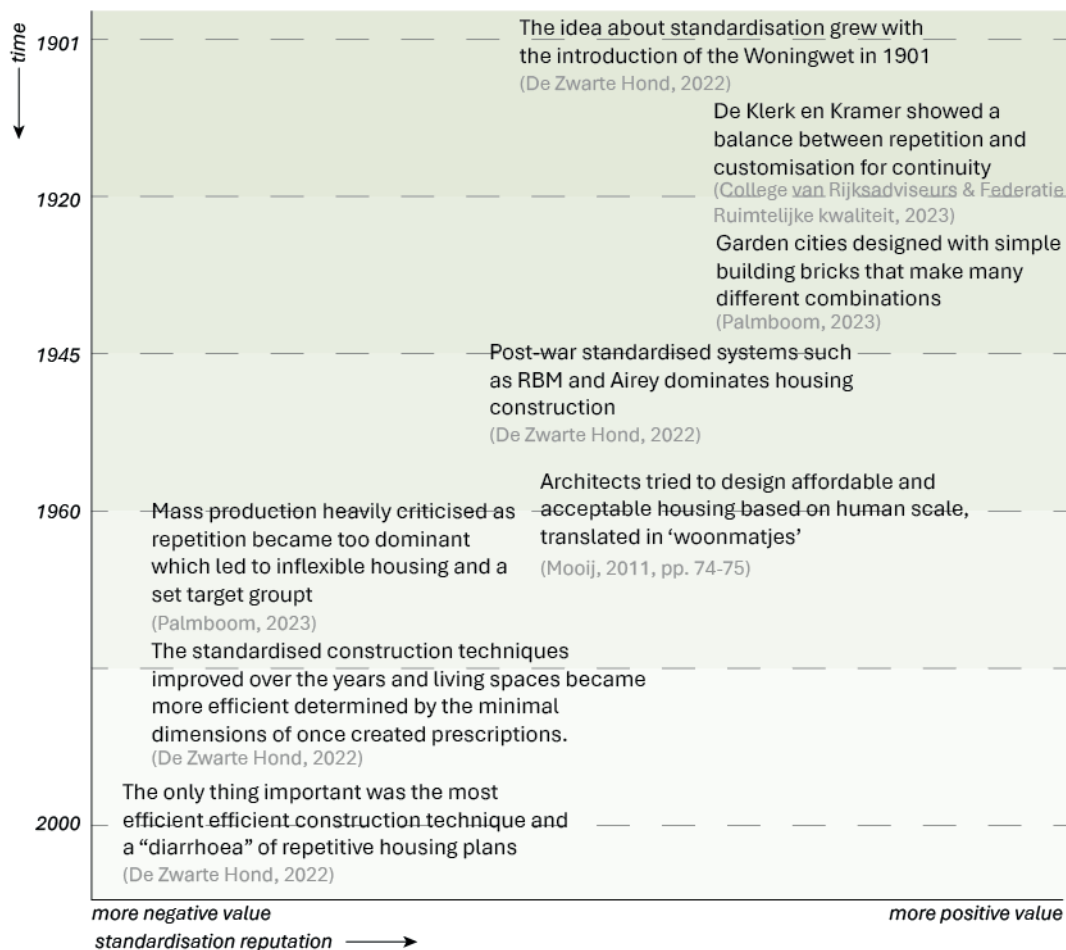 time
1901
The idea about standardisation grew with
the introduction of the Woningwet in 1901
(De Zwarte Hond, 2022)
De Klerk en Kramer showed a
balance between repetition and
customisation for continuity
(College van Rijksadviseurs & Federatie
Ruimtelijke kwaliteit, 2023)
1920
Garden cities designed with simple
building bricks that make many
different combinations
(Palmboom, 2023)
1945
Post-war standardised systems such
as RBM and Airey dominates housing
construction
(De Zwarte Hond, 2022)
Architects tried to design affordable and
acceptable housing based on human scale,
translated in ‘woonmatjes’
(Mooij, 2011, pp. 74-75)
1960
Mass production heavily criticised as
repetition became too dominant
which led to inflexible housing and a
set target groupt
(Palmboom, 2023)
The standardised construction techniques
improved over the years and living spaces became
more efficient determined by the minimal
dimensions of once created prescriptions.
(De Zwarte Hond, 2022)
The only thing important was the most
efficient efficient construction technique and
a “diarrhoea” of repetitive housing plans
(De Zwarte Hond, 2022)
2000
more negative value
more positive value
standardisation reputation